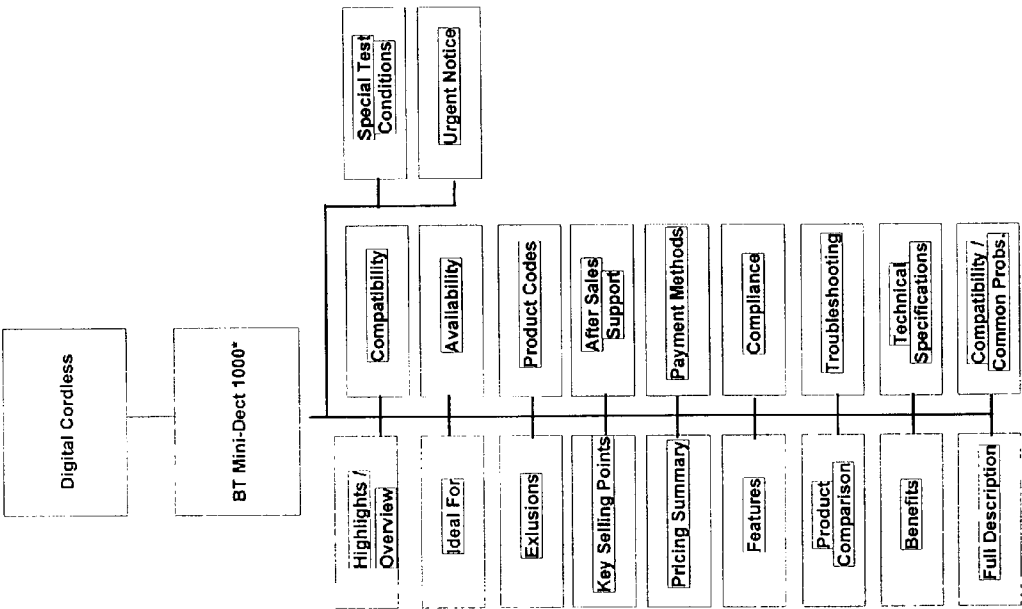 Digital Cordless
BT Mini-Dect 1000*
Special Test
Conditions
Urgent Notice
Highlights /
Overview
Compatibility
Ideal For
Availability
Exlusions
Product Codes
Key Selling Points
After Sales
Support
Pricing Summary
Payment Methods
Features
Compliance
Product
Comparison
Troubleshooting
Benefits
Technical
Specifications
Full Description
Compatibility /
Common Probs.